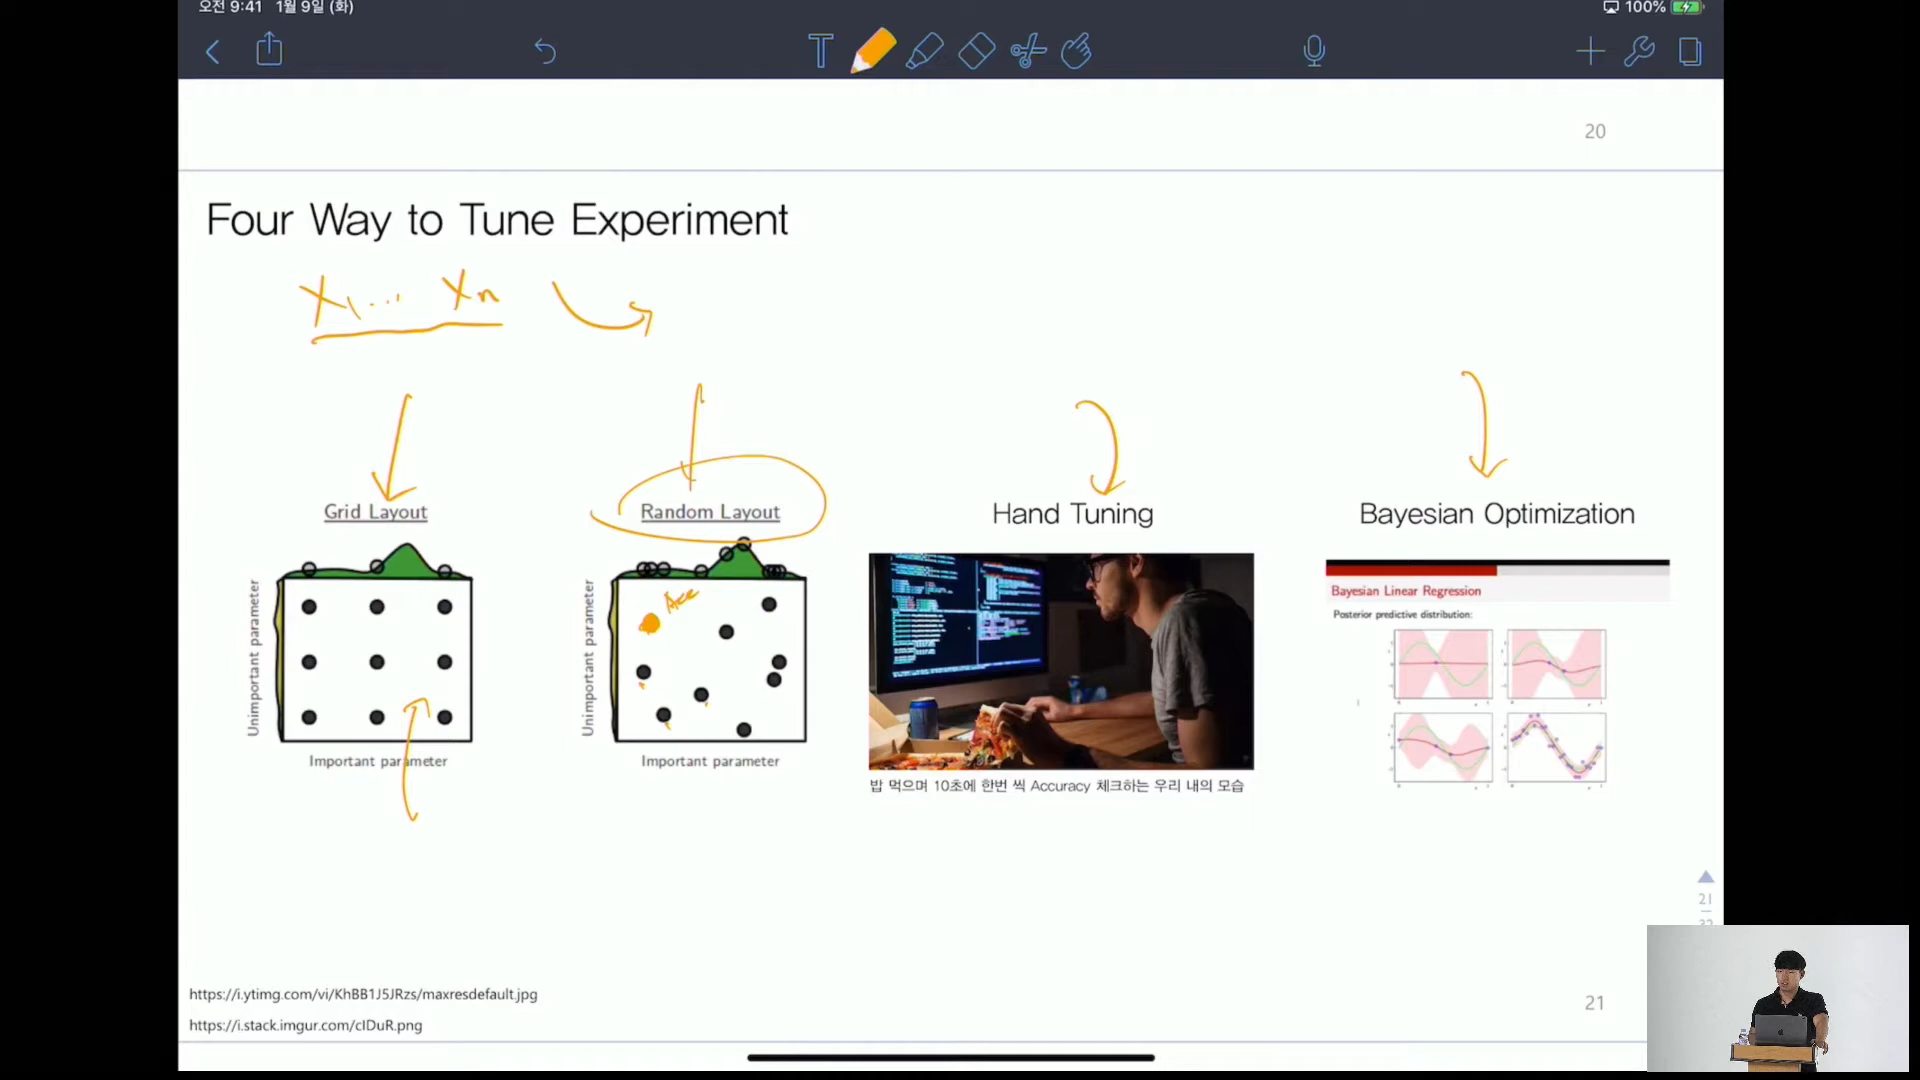 오전 9:41 1월 9일 (화)
100%
20
Four Way to Tune Experiment
X1 ... Xn
Grid Layout
Random Layout
Hand Tuning
Bayesian Optimization
Unimportant parameter
Important parameter
Unimportant parameter
Acc
Important parameter
밥 먹으며 10초에 한번 씩 Accuracy 체크하는 우리 내의 모습
Bayesian Linear Regression
Posterior predictive distribution:
21
https://i.ytimg.com/vi/KhBB1J5JRzs/maxresdefault.jpg
21
https://i.stack.imgur.com/cIDuR.png